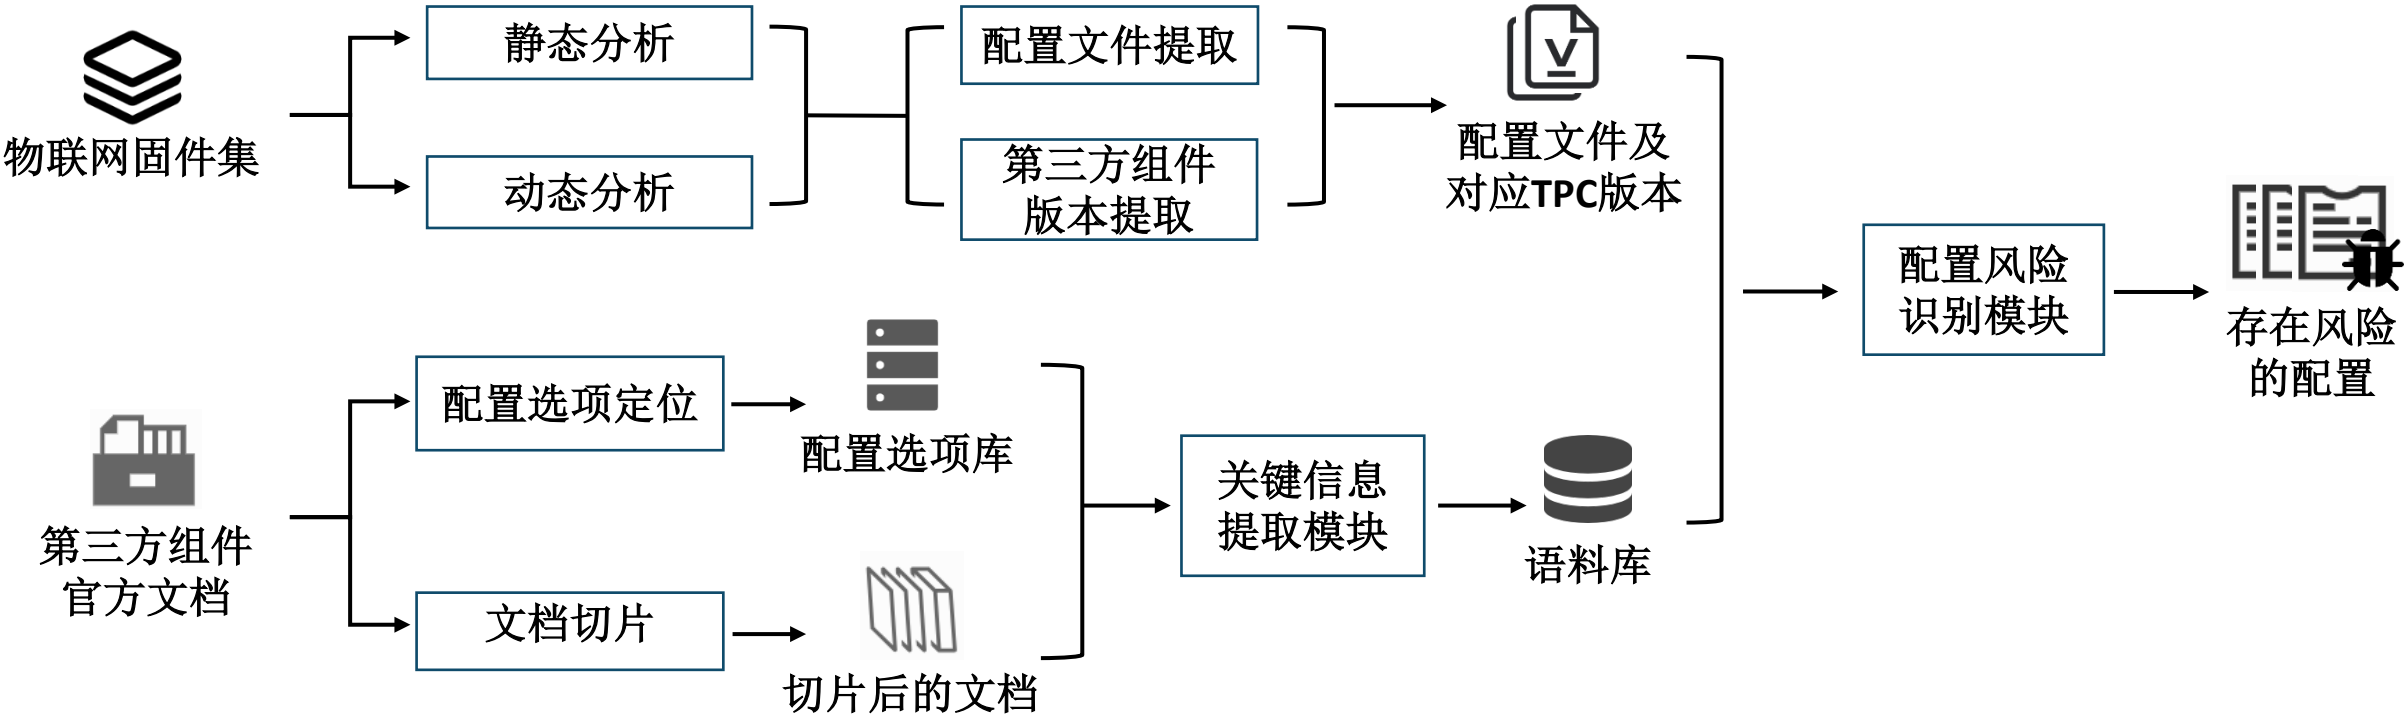 物联网固件集
静态分析
动态分析
配置文件提取
第三方组件
版本提取
配置文件及
对应TPC版本
第三方组件
官方文档
配置选项定位
文档切片
配置选项库
切片后的文档
关键信息
提取模块
语料库
配置风险
识别模块
存在风险
的配置